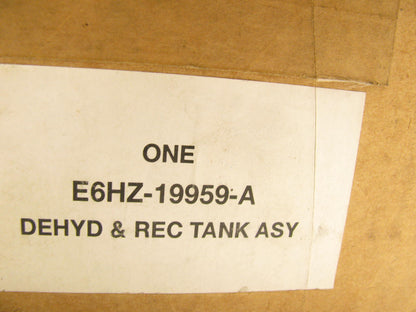 ONE
E6HZ-19959-A
DEHYD & REC TANK ASY